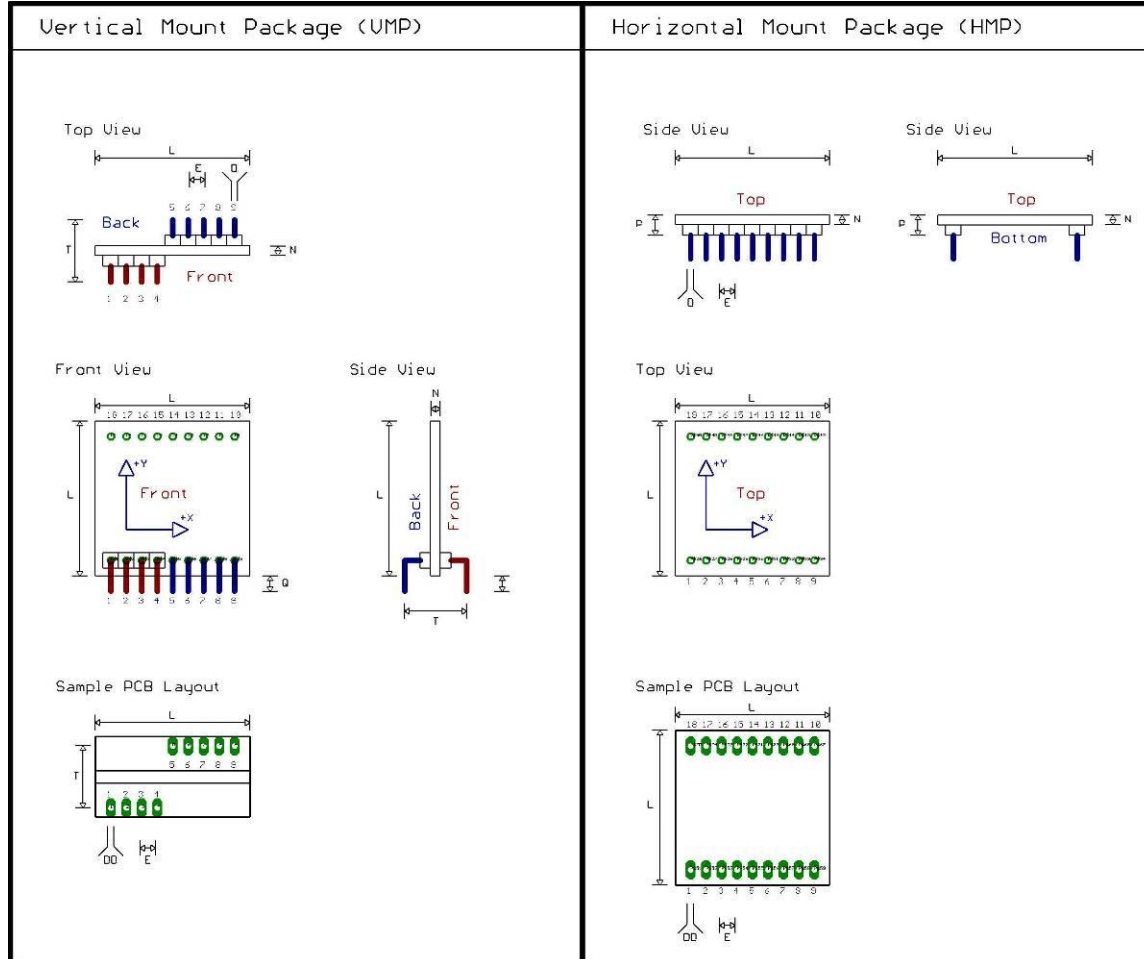 Vertical Mount Package (VMP)
Top View
L
E
D
5 6 7 8 9
Back
T
N
Front
1 2 3 4
Front View
L
18 17 16 15 14 13 12 11 10
+Y
L
Front
+X
Q
1 2 3 4 5 6 7 8 9
Side View
N
L
Back
Front
T
Sample PCB Layout
L
T
5 6 7 8 9
1 2 3 4
DD
E
Horizontal Mount Package (HMP)
Side View
L
Top
P
N
D
E
Side View
L
Top
P
N
Bottom
Top View
L
18 17 16 15 14 13 12 11 10
+Y
L
Top
+X
1 2 3 4 5 6 7 8 9
Sample PCB Layout
L
18 17 16 15 14 13 12 11 10
L
1 2 3 4 5 6 7 8 9
DD
E